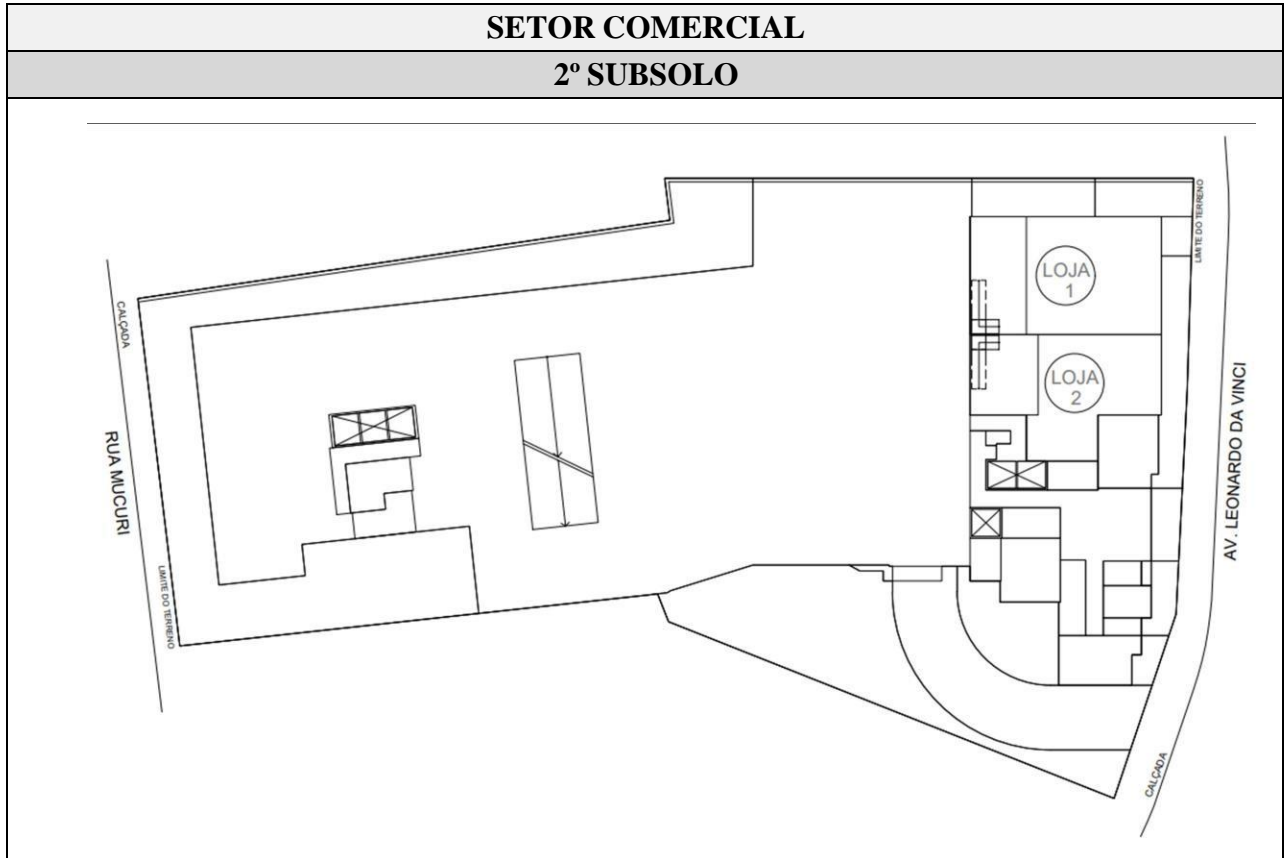 SETOR COMERCIAL
2º SUBSOLO
LIMITE DO TERRENO
LOJA
1
CALÇADA
LOJA
2
AV. LEONARDO DA VINCI
RUA MUCURI
LIMITE DO TERRENO
CALÇADA